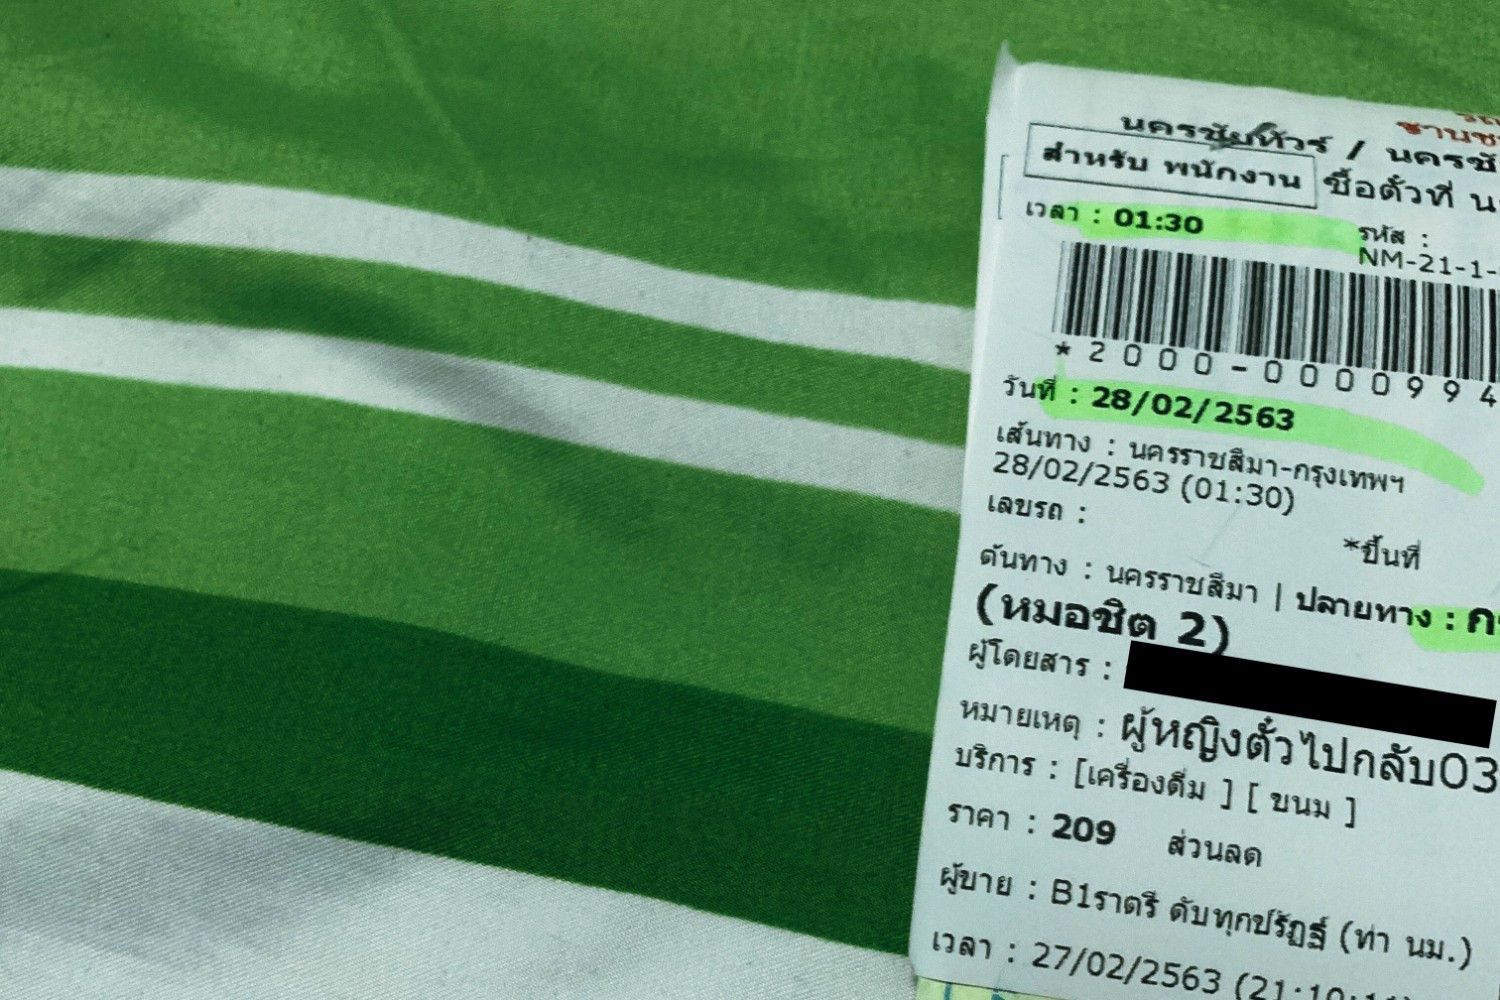 นครชัยทัวร์ / นครชั
สำหรับ พนักงาน ซื้อตั๋วที่ น
เวลา : 01:30
รหัส :
NM-21-1-
*2000-0000994
วันที่ : 28/02/2563
เส้นทาง : นครราชสีมา-กรุงเทพฯ
28/02/2563 (01:30)
เลขรถ :
*ขึ้นที่
ต้นทาง : นครราชสีมา | ปลายทาง : ก
(หมอชิต 2)
ผู้โดยสาร :
หมายเหตุ : ผู้หญิงตั๋วไปกลับ03
บริการ : [เครื่องดื่ม ] [ ขนม ]
ราคา : 209 ส่วนลด
ผู้ขาย : B1ราตรี ดับทุกข์รัฏฐ์ (ท่า นม.)
เวลา : 27/02/2563 (21:10: